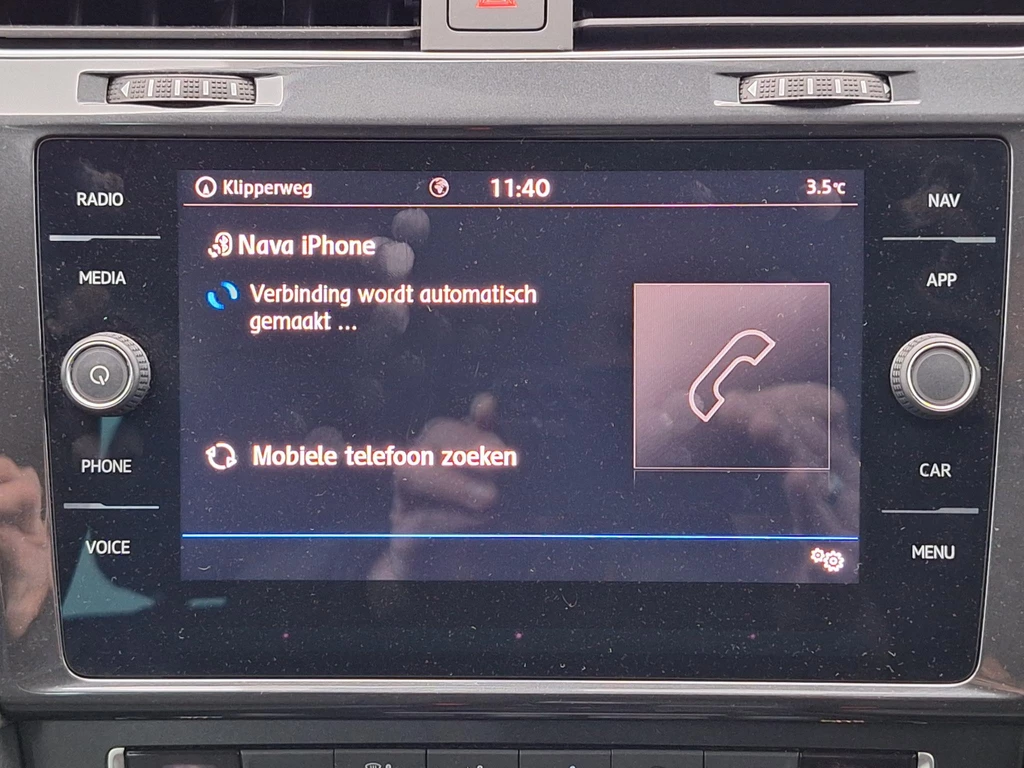 Klipperweg 11:40 3.5°C
RADIO
MEDIA
PHONE
VOICE
Nava iPhone
Verbinding wordt automatisch
gemaakt ...
Mobiele telefoon zoeken
NAV
APP
CAR
MENU